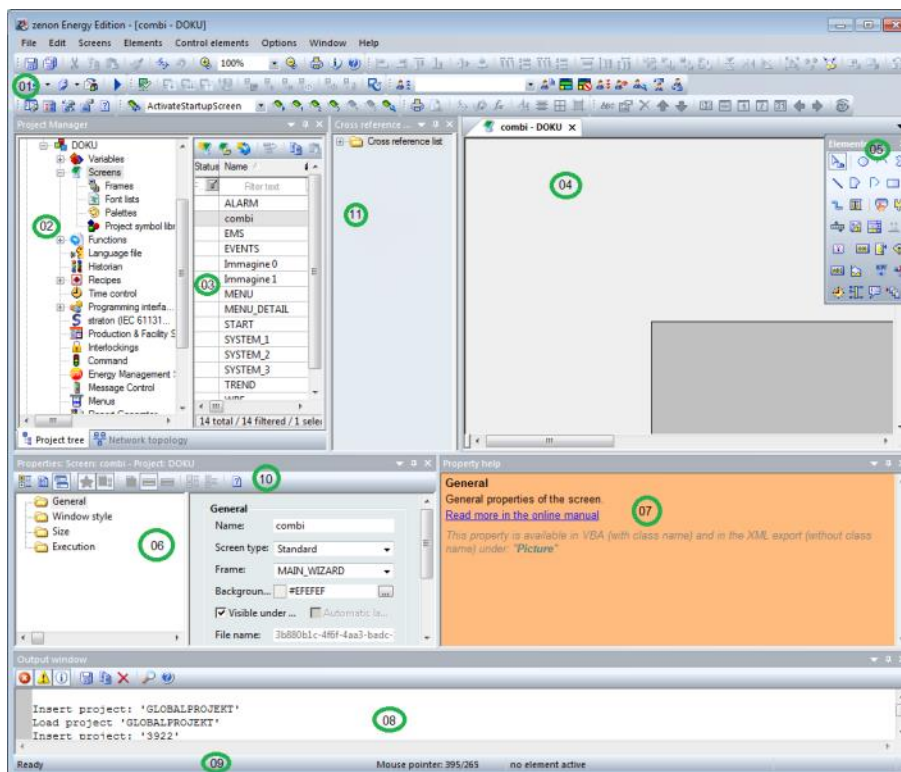 zenon Energy Edition - [combi - DOKU]
File Edit Screens Elements Control elements Options Window Help
100%
01
ActivateStartupScreen
Project Manager
DOKU
Variables
Screens
Frames
Font lists
Palettes
Project symbol libr
Functions
Language file
Historian
Recipes
Time control
Programming interfa...
straton (IEC 61131...
Production & Facility S
Interlockings
Command
Energy Management
Message Control
Menus
02
Project tree
Network topology
Status Name
Filter text
ALARM
combi
EMS
EVENTS
Immagine 0
Immagine 1
MENU
MENU_DETAIL
START
SYSTEM_1
SYSTEM_2
SYSTEM_3
TREND
03
14 total / 14 filtered / 1 selec
Cross reference ...
Cross reference list
11
combi - DOKU
04
05
Properties: Screen: combi - Project: DOKU
10
General
Window style
Size
Execution
06
General
Name: combi
Screen type: Standard
Frame: MAIN_WIZARD
Backgroun... #EFEFEF
Visible under ... Automatic la...
File name: 3b880b1c-4f6f-4aa3-badc-
Property help
General
General properties of the screen.
07
Read more in the online manual
This property is available in VBA (with class name) and in the XML export (without class
name) under: "Picture"
Output window
Insert project: 'GLOBALPROJEKT'
Load project 'GLOBALPROJEKT'
Insert project: '3922'
08
Ready
09
Mouse pointer: 395/265
no element active